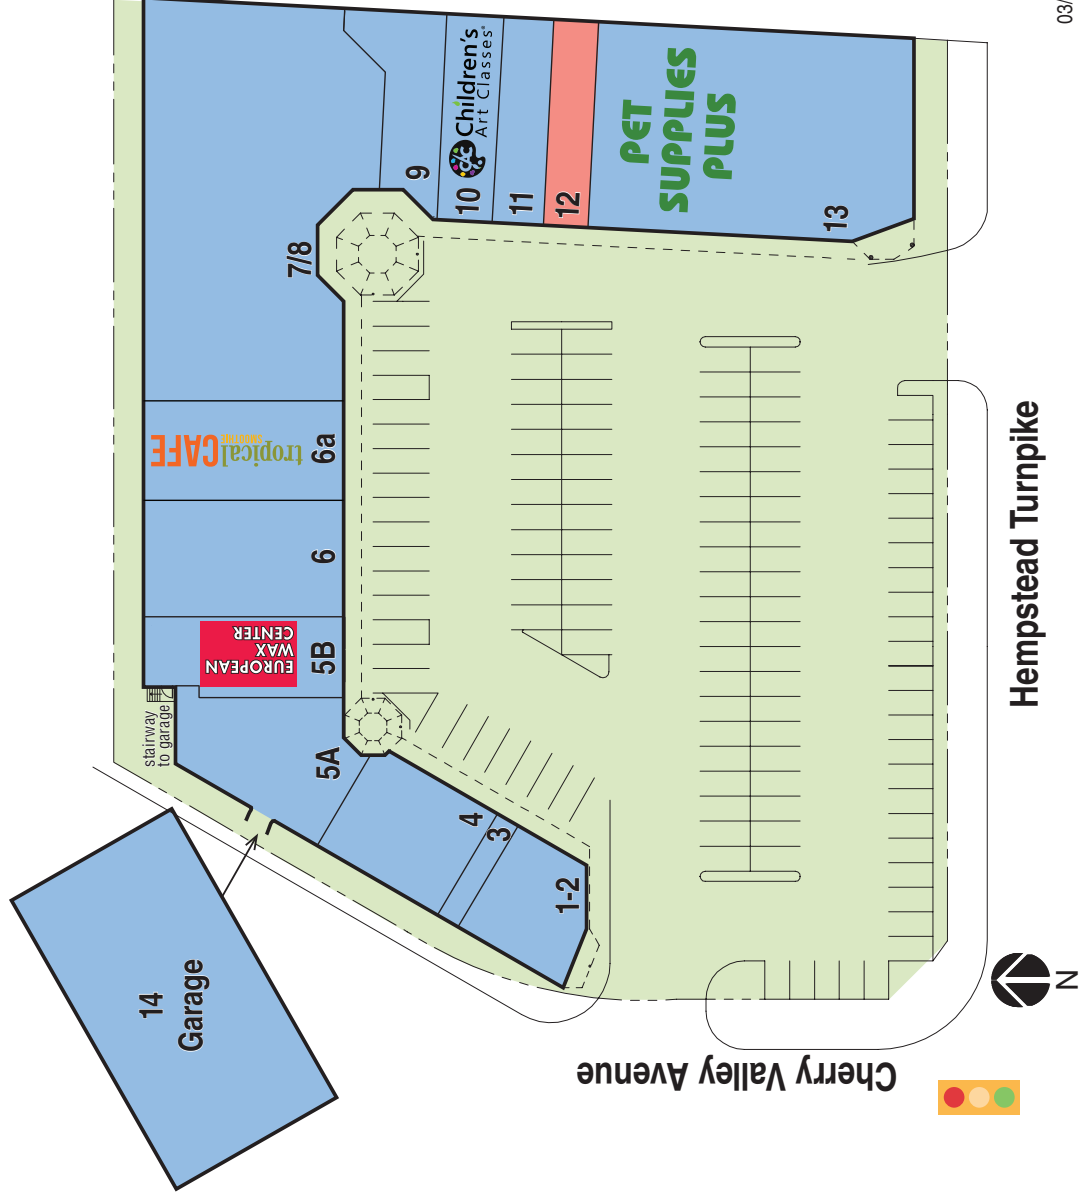 03/
9
10
Children's
Art Classes
11
12
PET
SUPPLIES
PLUS
13
7/8
tropical
CAFE
6a
6
EUROPEAN
WAX
CENTER
5B
stairway
to garage
5A
4
3
1-2
14
Garage
Hempstead Turnpike
Cherry Valley Avenue
N